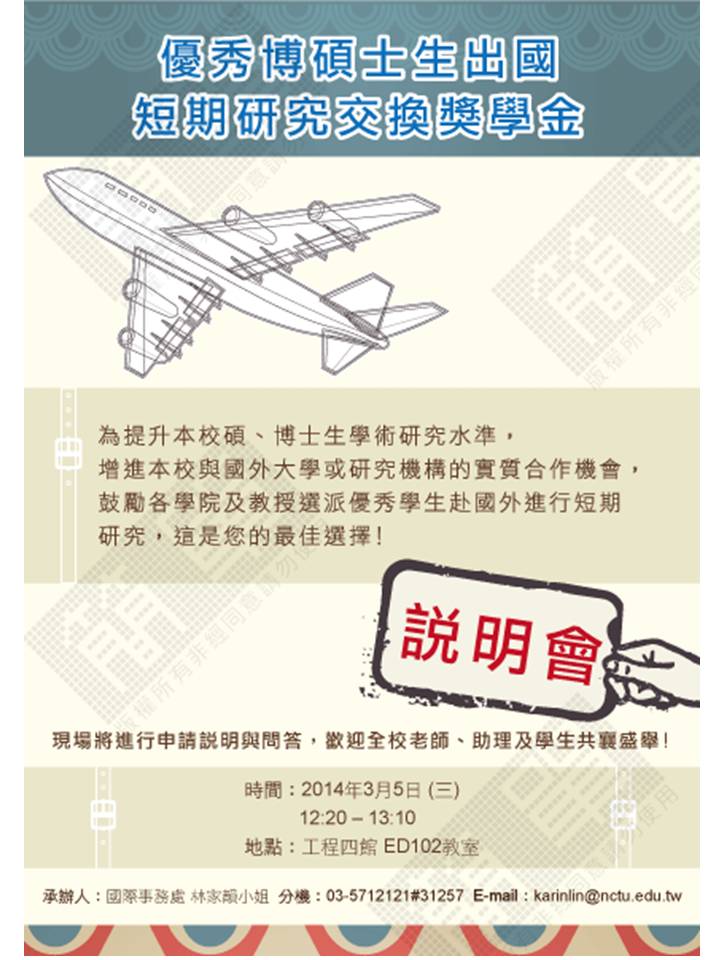 優秀博碩士生出國
短期研究交換獎學金
為提升本校碩、博士生學術研究水準，
增進本校與國外大學或研究機構的實質合作機會，
鼓勵各學院及教授選派優秀學生赴國外進行短期
研究，這是您的最佳選擇！
説明會
現場將進行申請説明與問答，歡迎全校老師、助理及學生共襄盛舉！
時間：2014年3月5日 (三)
12:20 – 13:10
地點：工程四館 ED102教室
承辦人：國際事務處 林家韻小姐 分機：03-5712121#31257 E-mail：karinlin@nctu.edu.tw